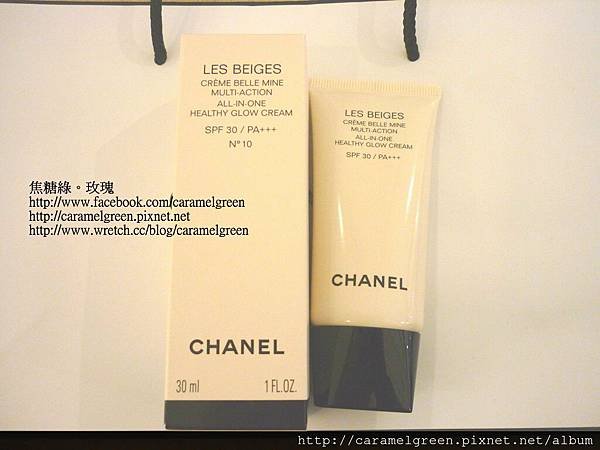 LES BEIGES
CRÈME BELLE MINE
MULTI-ACTION
ALL-IN-ONE
HEALTHY GLOW CREAM
SPF 30 / PA+++
N°10
CHANEL
30 ml 1 FL.OZ.
LES BEIGES
CRÈME BELLE MINE
MULTI-ACTION
ALL-IN-ONE
HEALTHY GLOW CREAM
SPF 30 / PA+++
CHANEL
焦糖綠。玫瑰
http://www.facebook.com/caramelgreen
http://caramelgreen.pixnet.net
http://www.wretch.cc/blog/caramelgreen
http://caramelgreen.pixnet.net/album